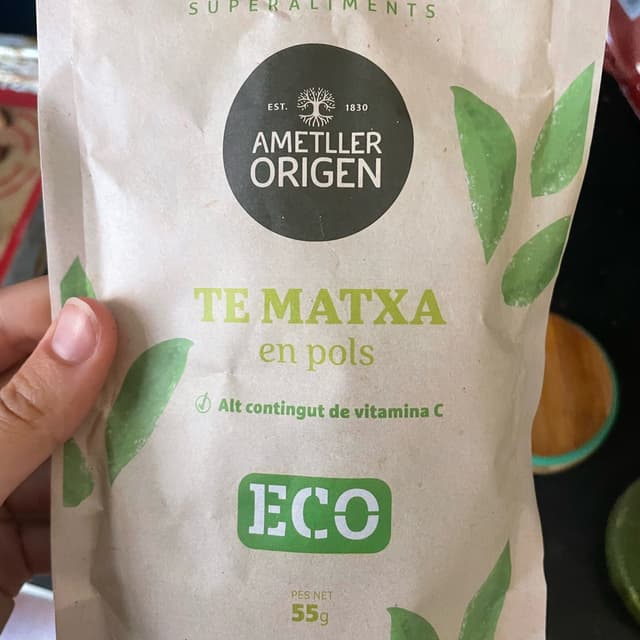 SUPERALIMENTS
EST. 1830
AMETLLER
ORIGEN
TE MATXA
en pols
Alt contingut de vitamina C
ECO
PES NET
55g